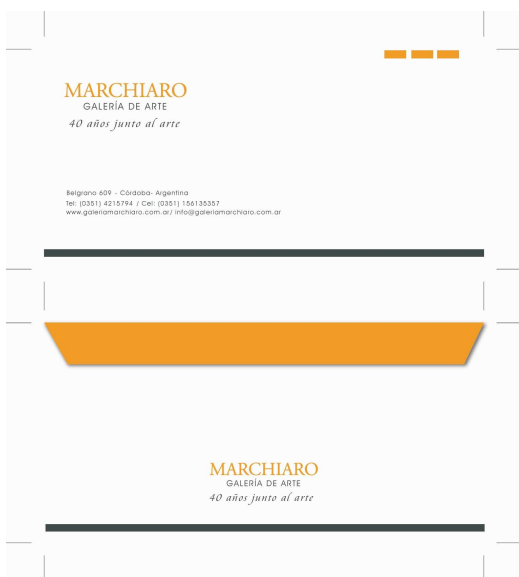 MARCHIARO
GALERÍA DE ARTE
40 años junto al arte
Belgrano 609 - Córdoba- Argentina
Tel: (0351) 4215794 / Cel: (0351) 156135357
www.galeriamarchiaro.com.ar/ info@galeriamarchiaro.com.ar
MARCHIARO
GALERÍA DE ARTE
40 años junto al arte